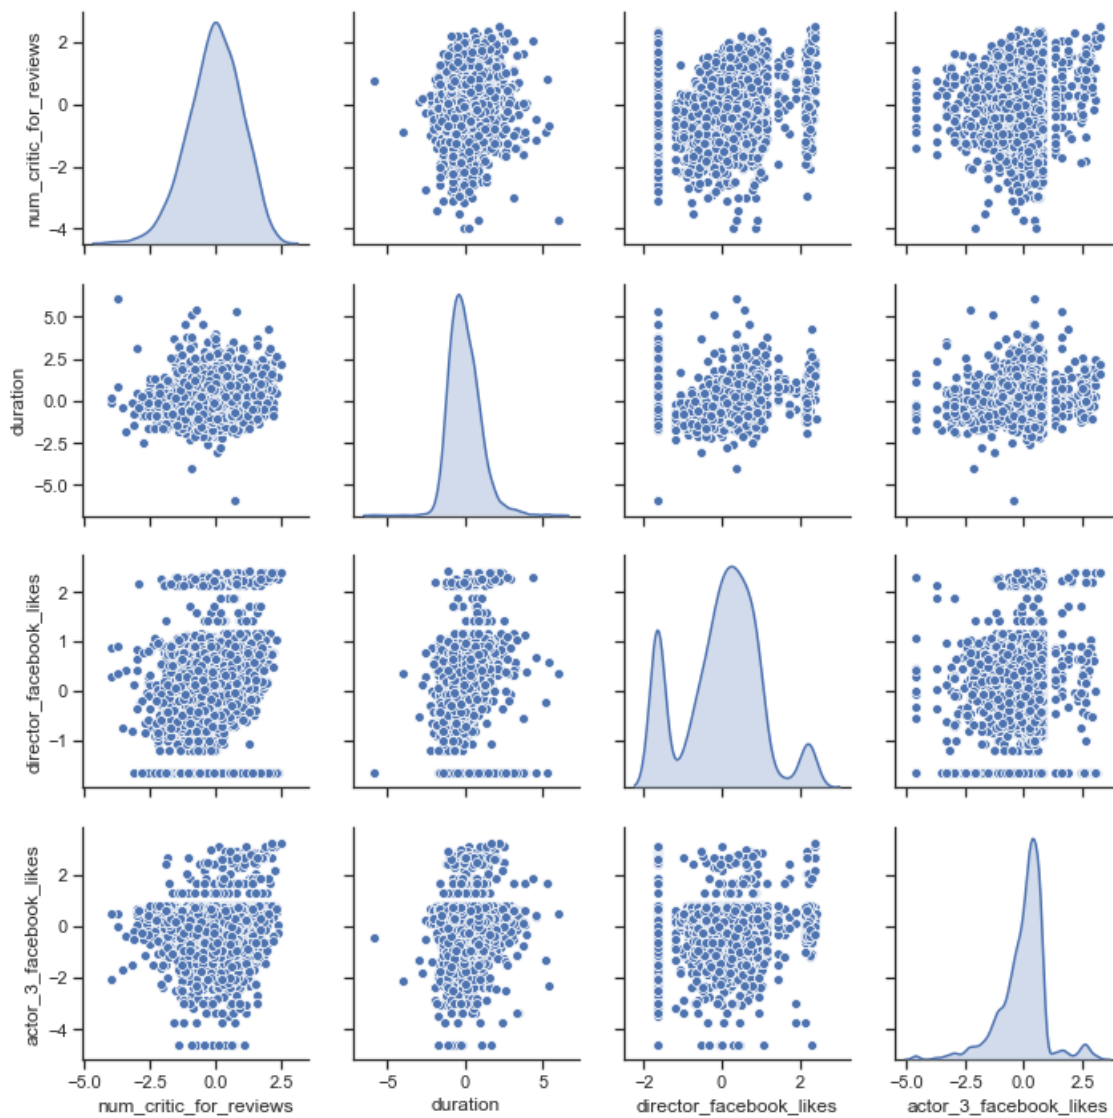 num_critic_for_reviews
2
0
−2
−4
duration
5.0
2.5
0.0
−2.5
−5.0
director_facebook_likes
2
1
0
−1
actor_3_facebook_likes
2
0
−2
−4
−5.0 −2.5 0.0 2.5
−5 0 5
−2 0 2
−5.0 −2.5 0.0 2.5
num_critic_for_reviews
duration
director_facebook_likes
actor_3_facebook_likes